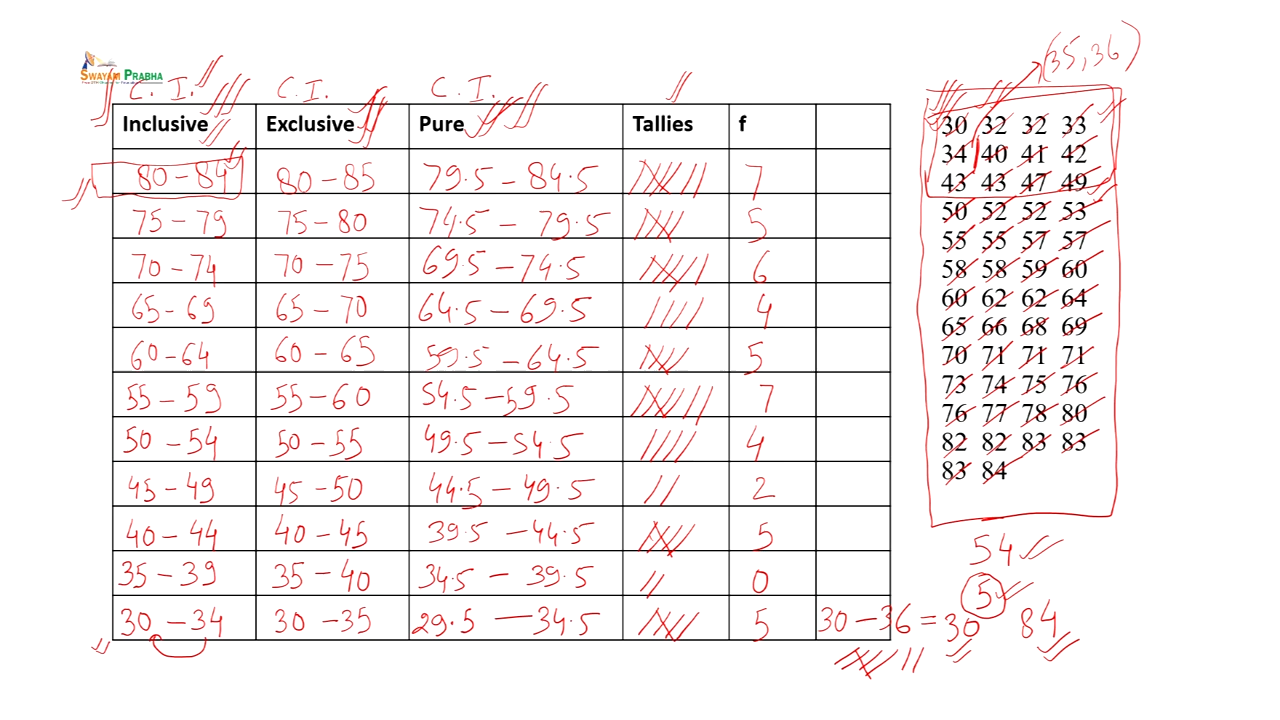 (35,36)
SWAYAM PRABHA
C. I. C. I. C. I.
Inclusive Exclusive Pure Tallies f
80-84 80-85 79.5-84.5 7
75-79 75-80 74.5-79.5 5
70-74 70-75 69.5-74.5 6
65-69 65-70 64.5-69.5 4
60-64 60-65 59.5-64.5 5
55-59 55-60 54.5-59.5 7
50-54 50-55 49.5-54.5 4
45-49 45-50 44.5-49.5 2
40-44 40-45 39.5-44.5 5
35-39 35-40 34.5-39.5 0
30-34 30-35 29.5-34.5 5 30-36=30
30 32 32 33
34 40 41 42
43 43 47 49
50 52 52 53
55 55 57 57
58 58 59 60
60 62 62 64
65 66 68 69
70 71 71 71
73 74 75 76
76 77 78 80
82 82 83 83
83 84
54
5
84